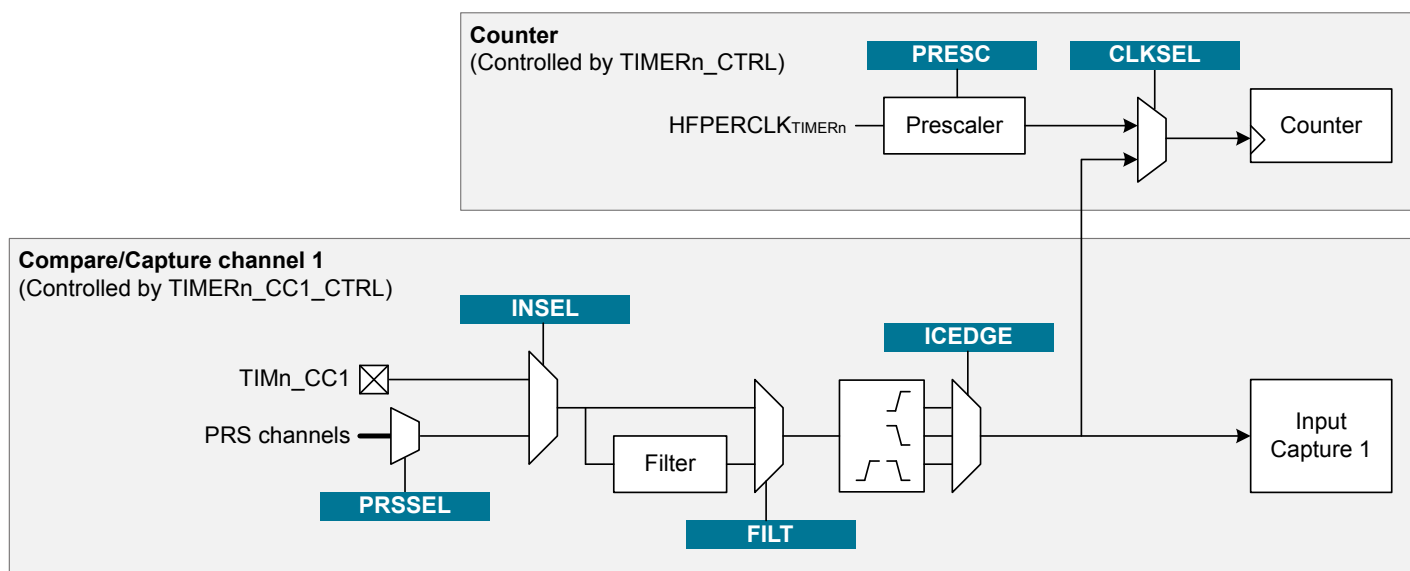 Counter
(Controlled by TIMERn_CTRL)
PRESC
CLKSEL
HFPERCLKTIMERn
Prescaler
Counter
Compare/Capture channel 1
(Controlled by TIMERn_CC1_CTRL)
INSEL
ICEDGE
TIMn_CC1
PRS channels
Filter
Input
Capture 1
PRSSEL
FILT